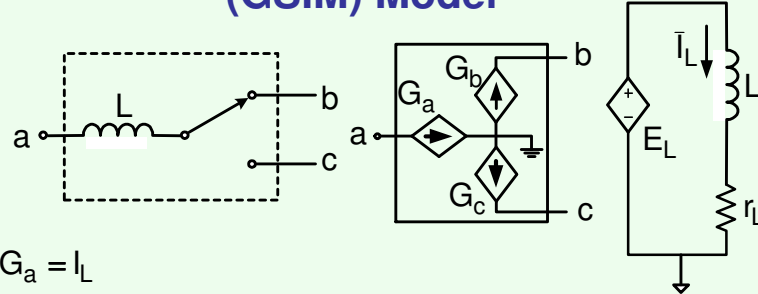 (GSIM) Model
a
L
b
c
a
G_a
G_b
G_c
b
c
+
−
E_L
Ī_L
L
r_L
G_a = I_L